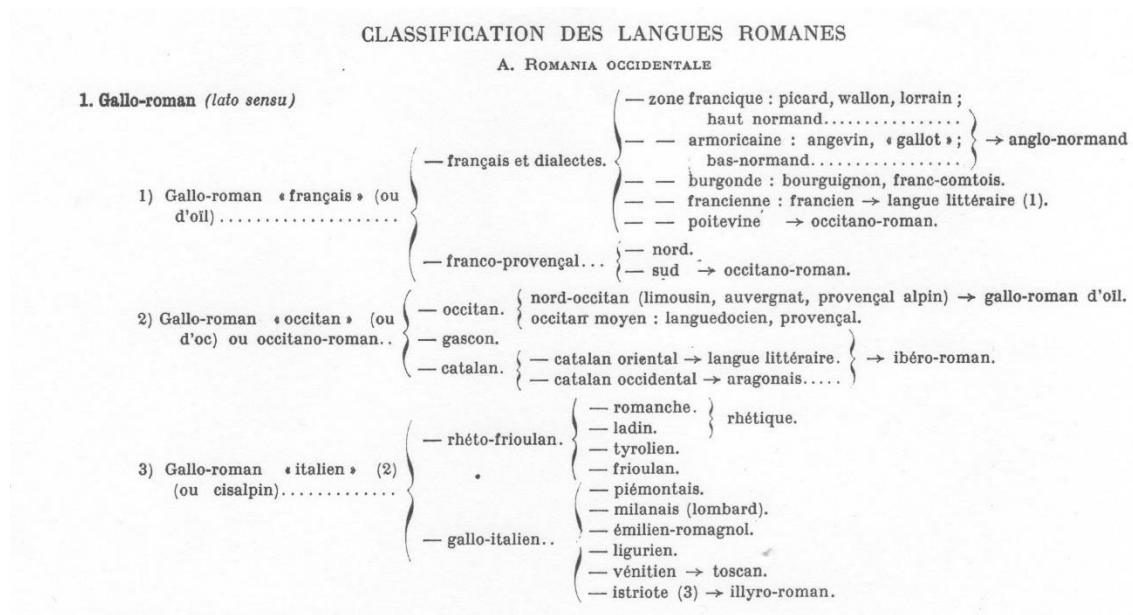 CLASSIFICATION DES LANGUES ROMANES
A. ROMANIA OCCIDENTALE
1. Gallo-roman (lato sensu)
— zone francique : picard, wallon, lorrain ;
haut normand................
— français et dialectes.
— — armoricaine : angevin, « gallot » ; → anglo-normand
bas-normand................
1) Gallo-roman « français » (ou
d'oïl)....................
— — burgonde : bourguignon, franc-comtois.
— — francienne : francien → langue littéraire (1).
— — poitevine → occitano-roman.
— franco-provençal...
— nord.
— sud → occitano-roman.
2) Gallo-roman « occitan » (ou
d'oc) ou occitano-roman..
— occitan.
nord-occitan (limousin, auvergnat, provençal alpin) → gallo-roman d'oïl.
occitan moyen : languedocien, provençal.
— gascon.
— catalan.
— catalan oriental → langue littéraire.
— catalan occidental → aragonais.....
→ ibéro-roman.
3) Gallo-roman « italien » (2)
(ou cisalpin).............
— rhéto-frioulan.
— romanche.
— ladin.
rhétique.
— tyrolien.
— frioulan.
— gallo-italien..
— piémontais.
— milanais (lombard).
— émilien-romagnol.
— ligurien.
— vénitien → toscan.
— istriote (3) → illyro-roman.